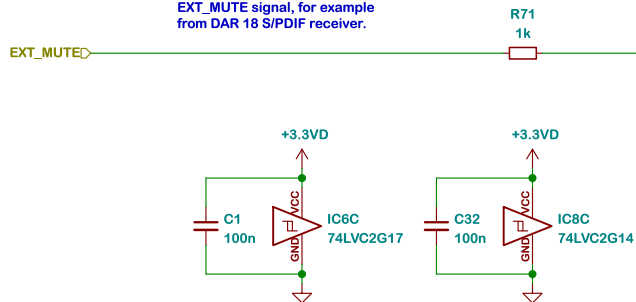 EXT_MUTE signal, for example
from DAR 18 S/PDIF receiver.
R71
1k
EXT_MUTE
+3.3VD
+3.3VD
C1
100n
VCC
GND
IC6C
74LVC2G17
C32
100n
VCC
GND
IC8C
74LVC2G14